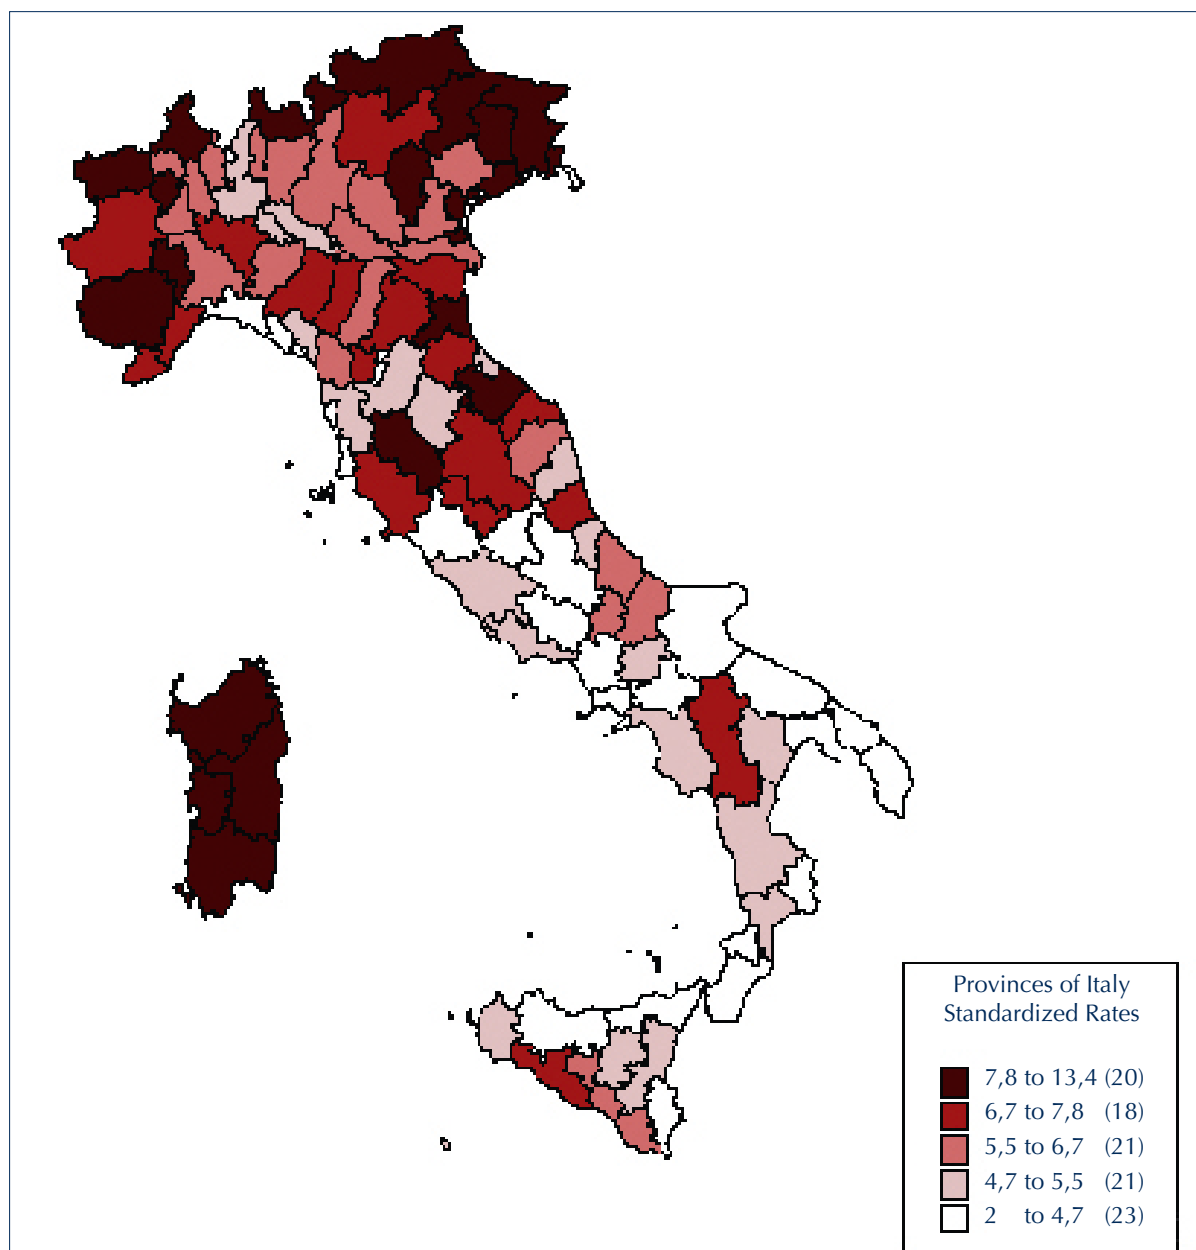 Provinces of Italy
Standardized Rates
7,8 to 13,4 (20)
6,7 to 7,8 (18)
5,5 to 6,7 (21)
4,7 to 5,5 (21)
2 to 4,7 (23)